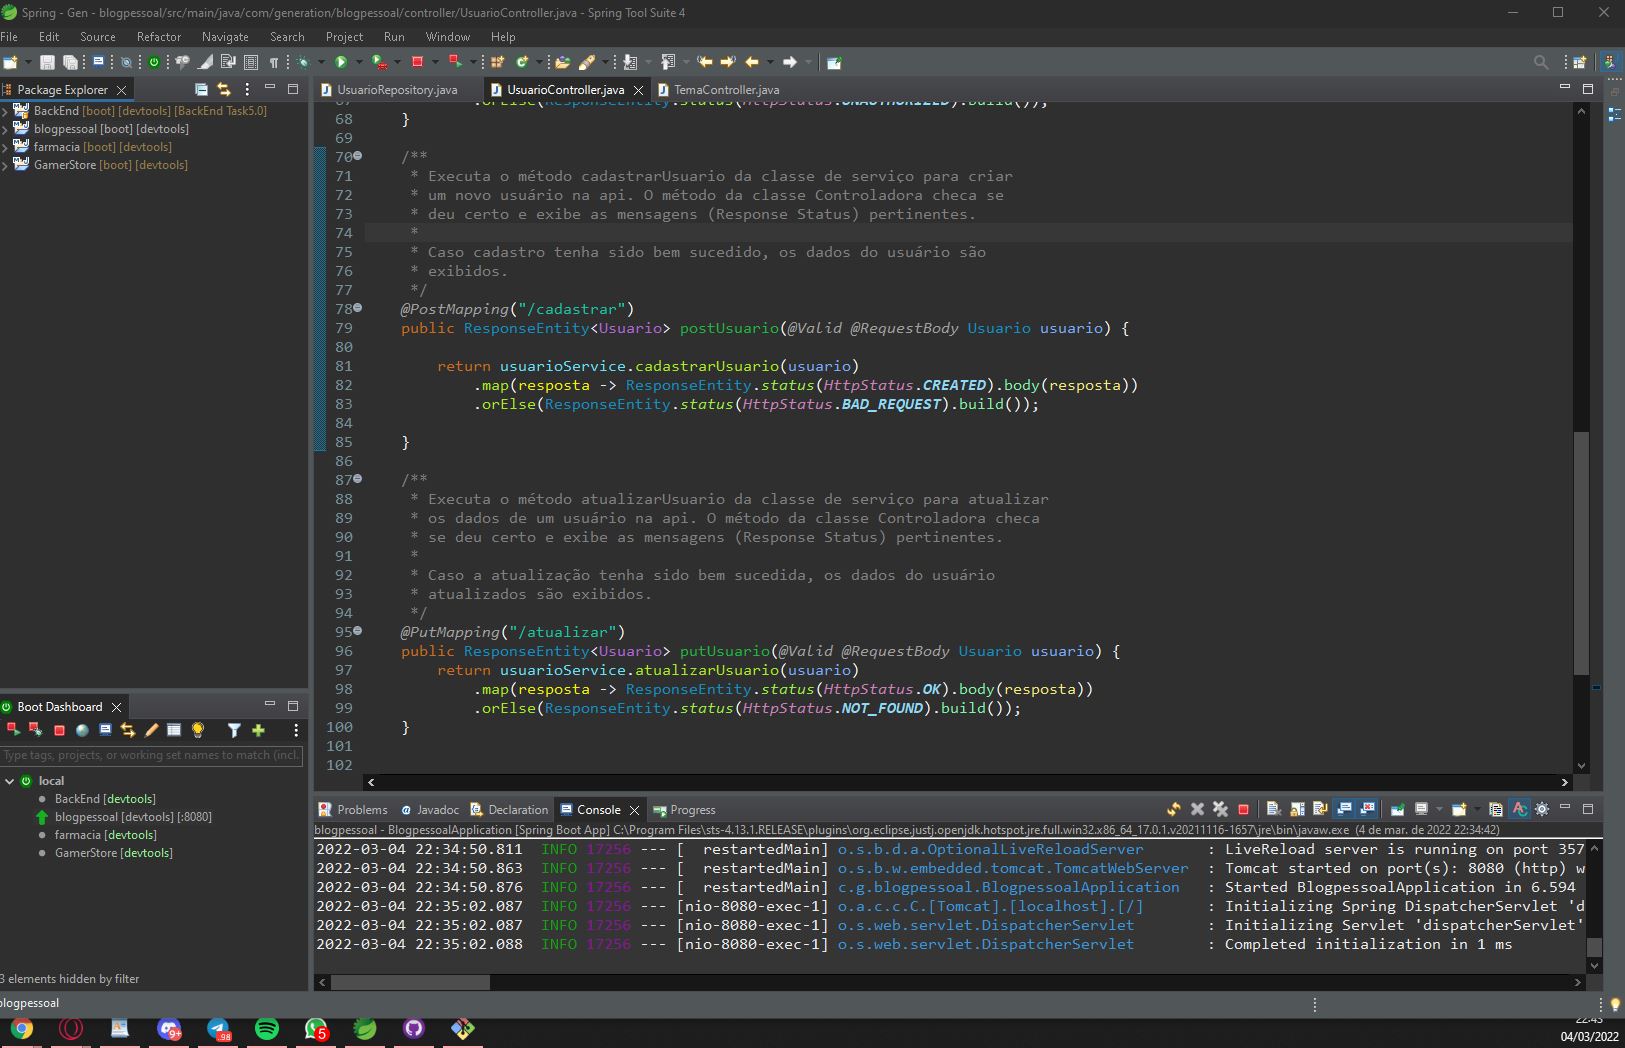 Spring - Gen - blogpessoal/src/main/java/com/generation/blogpessoal/controller/UsuarioController.java - Spring Tool Suite 4
File Edit Source Refactor Navigate Search Project Run Window Help
Package Explorer
BackEnd [boot] [devtools] [BackEnd Task5.0]
blogpessoal [boot] [devtools]
farmacia [boot] [devtools]
GamerStore [boot] [devtools]
UsuarioRepository.java UsuarioController.java TemaController.java
67 .orElse(ResponseEntity.status(HttpStatus.UNAUTHORIZED).build());
68 }
69
70 /**
71 * Executa o método cadastrarUsuario da classe de serviço para criar
72 * um novo usuário na api. O método da classe Controladora checa se
73 * deu certo e exibe as mensagens (Response Status) pertinentes.
74 *
75 * Caso cadastro tenha sido bem sucedido, os dados do usuário são
76 * exibidos.
77 */
78 @PostMapping("/cadastrar")
79 public ResponseEntity<Usuario> postUsuario(@Valid @RequestBody Usuario usuario) {
80
81 return usuarioService.cadastrarUsuario(usuario)
82 .map(resposta -> ResponseEntity.status(HttpStatus.CREATED).body(resposta))
83 .orElse(ResponseEntity.status(HttpStatus.BAD_REQUEST).build());
84
85 }
86
87 /**
88 * Executa o método atualizarUsuario da classe de serviço para atualizar
89 * os dados de um usuário na api. O método da classe Controladora checa
90 * se deu certo e exibe as mensagens (Response Status) pertinentes.
91 *
92 * Caso a atualização tenha sido bem sucedida, os dados do usuário
93 * atualizados são exibidos.
94 */
95 @PutMapping("/atualizar")
96 public ResponseEntity<Usuario> putUsuario(@Valid @RequestBody Usuario usuario) {
97 return usuarioService.atualizarUsuario(usuario)
98 .map(resposta -> ResponseEntity.status(HttpStatus.OK).body(resposta))
99 .orElse(ResponseEntity.status(HttpStatus.NOT_FOUND).build());
100 }
101
102
Boot Dashboard
Type tags, projects, or working set names to match (incl.
local
BackEnd [devtools]
blogpessoal [devtools] [:8080]
farmacia [devtools]
GamerStore [devtools]
3 elements hidden by filter
Problems Javadoc Declaration Console Progress
blogpessoal - BlogpessoalApplication [Spring Boot App] C:\Program Files\sts-4.13.1.RELEASE\plugins\org.eclipse.justj.openjdk.hotspot.jre.full.win32.x86_64_17.0.1.v20211116-1657\jre\bin\javaw.exe (4 de mar. de 2022 22:34:42)
2022-03-04 22:34:50.811 INFO 17256 --- [ restartedMain] o.s.b.d.a.OptionalLiveReloadServer : LiveReload server is running on port 357
2022-03-04 22:34:50.863 INFO 17256 --- [ restartedMain] o.s.b.w.embedded.tomcat.TomcatWebServer : Tomcat started on port(s): 8080 (http) w
2022-03-04 22:34:50.876 INFO 17256 --- [ restartedMain] c.g.blogpessoal.BlogpessoalApplication : Started BlogpessoalApplication in 6.594
2022-03-04 22:35:02.087 INFO 17256 --- [nio-8080-exec-1] o.a.c.c.C.[Tomcat].[localhost].[/] : Initializing Spring DispatcherServlet 'd
2022-03-04 22:35:02.087 INFO 17256 --- [nio-8080-exec-1] o.s.web.servlet.DispatcherServlet : Initializing Servlet 'dispatcherServlet'
2022-03-04 22:35:02.088 INFO 17256 --- [nio-8080-exec-1] o.s.web.servlet.DispatcherServlet : Completed initialization in 1 ms
blogpessoal
9+
98
5
22:43
04/03/2022